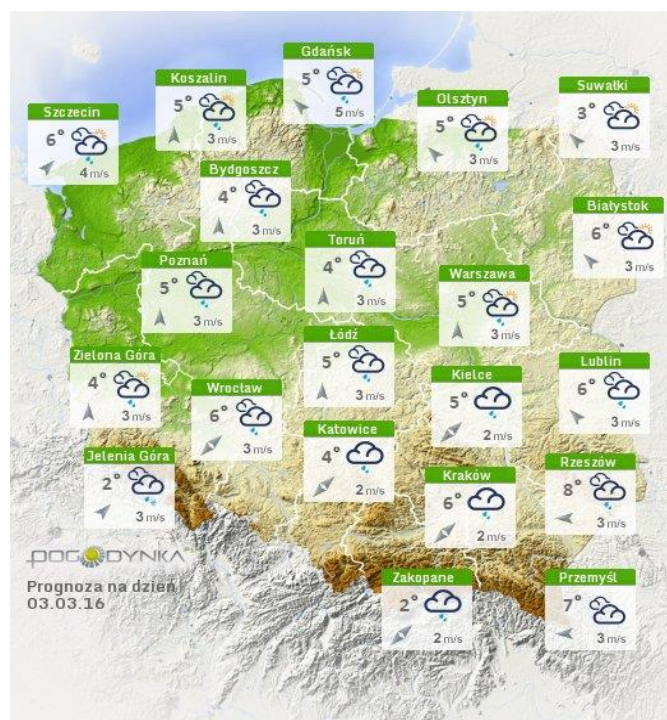 Gdańsk
5°
5 m/s
Koszalin
5°
3 m/s
Suwałki
3°
3 m/s
Olsztyn
5°
3 m/s
Szczecin
6°
4 m/s
Bydgoszcz
4°
3 m/s
Białystok
6°
3 m/s
Toruń
4°
3 m/s
Poznań
5°
3 m/s
Warszawa
5°
3 m/s
Łódź
5°
3 m/s
Zielona Góra
4°
3 m/s
Lublin
6°
3 m/s
Kielce
5°
2 m/s
Wrocław
6°
3 m/s
Katowice
4°
2 m/s
Jelenia Góra
2°
3 m/s
Rzeszów
8°
3 m/s
Kraków
6°
2 m/s
POGODYNKA
Prognoza na dzień
03.03.16
Zakopane
2°
2 m/s
Przemyśl
7°
3 m/s